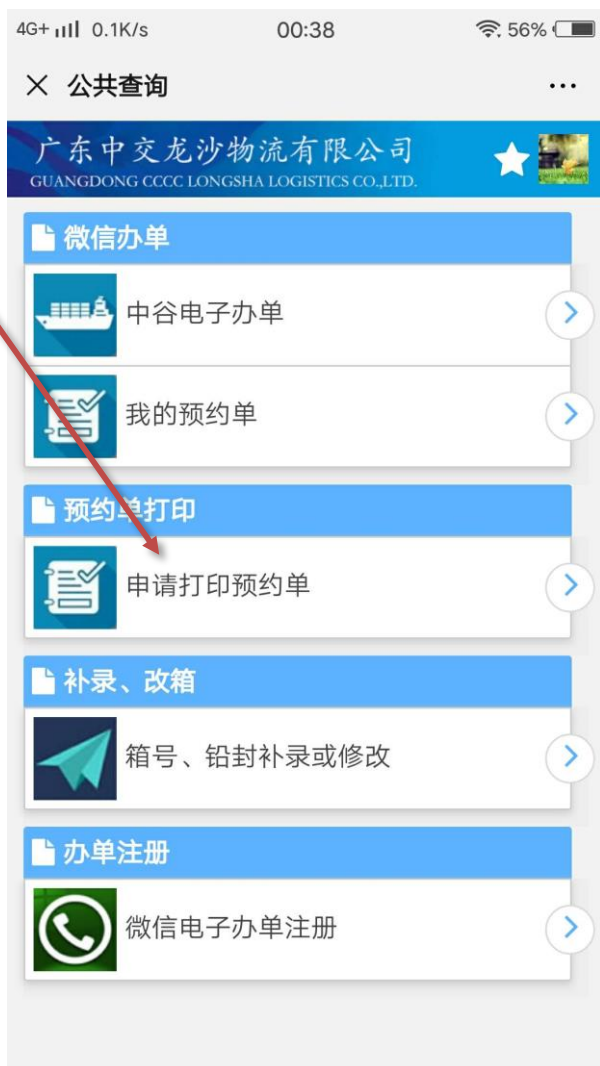 4G+ 0.1K/s 00:38 56%
公共查询
广东中交龙沙物流有限公司
GUANGDONG CCCC LONGSHA LOGISTICS CO.,LTD.
微信办单
中谷电子办单
我的预约单
预约单打印
申请打印预约单
补录、改箱
箱号、铅封补录或修改
办单注册
微信电子办单注册